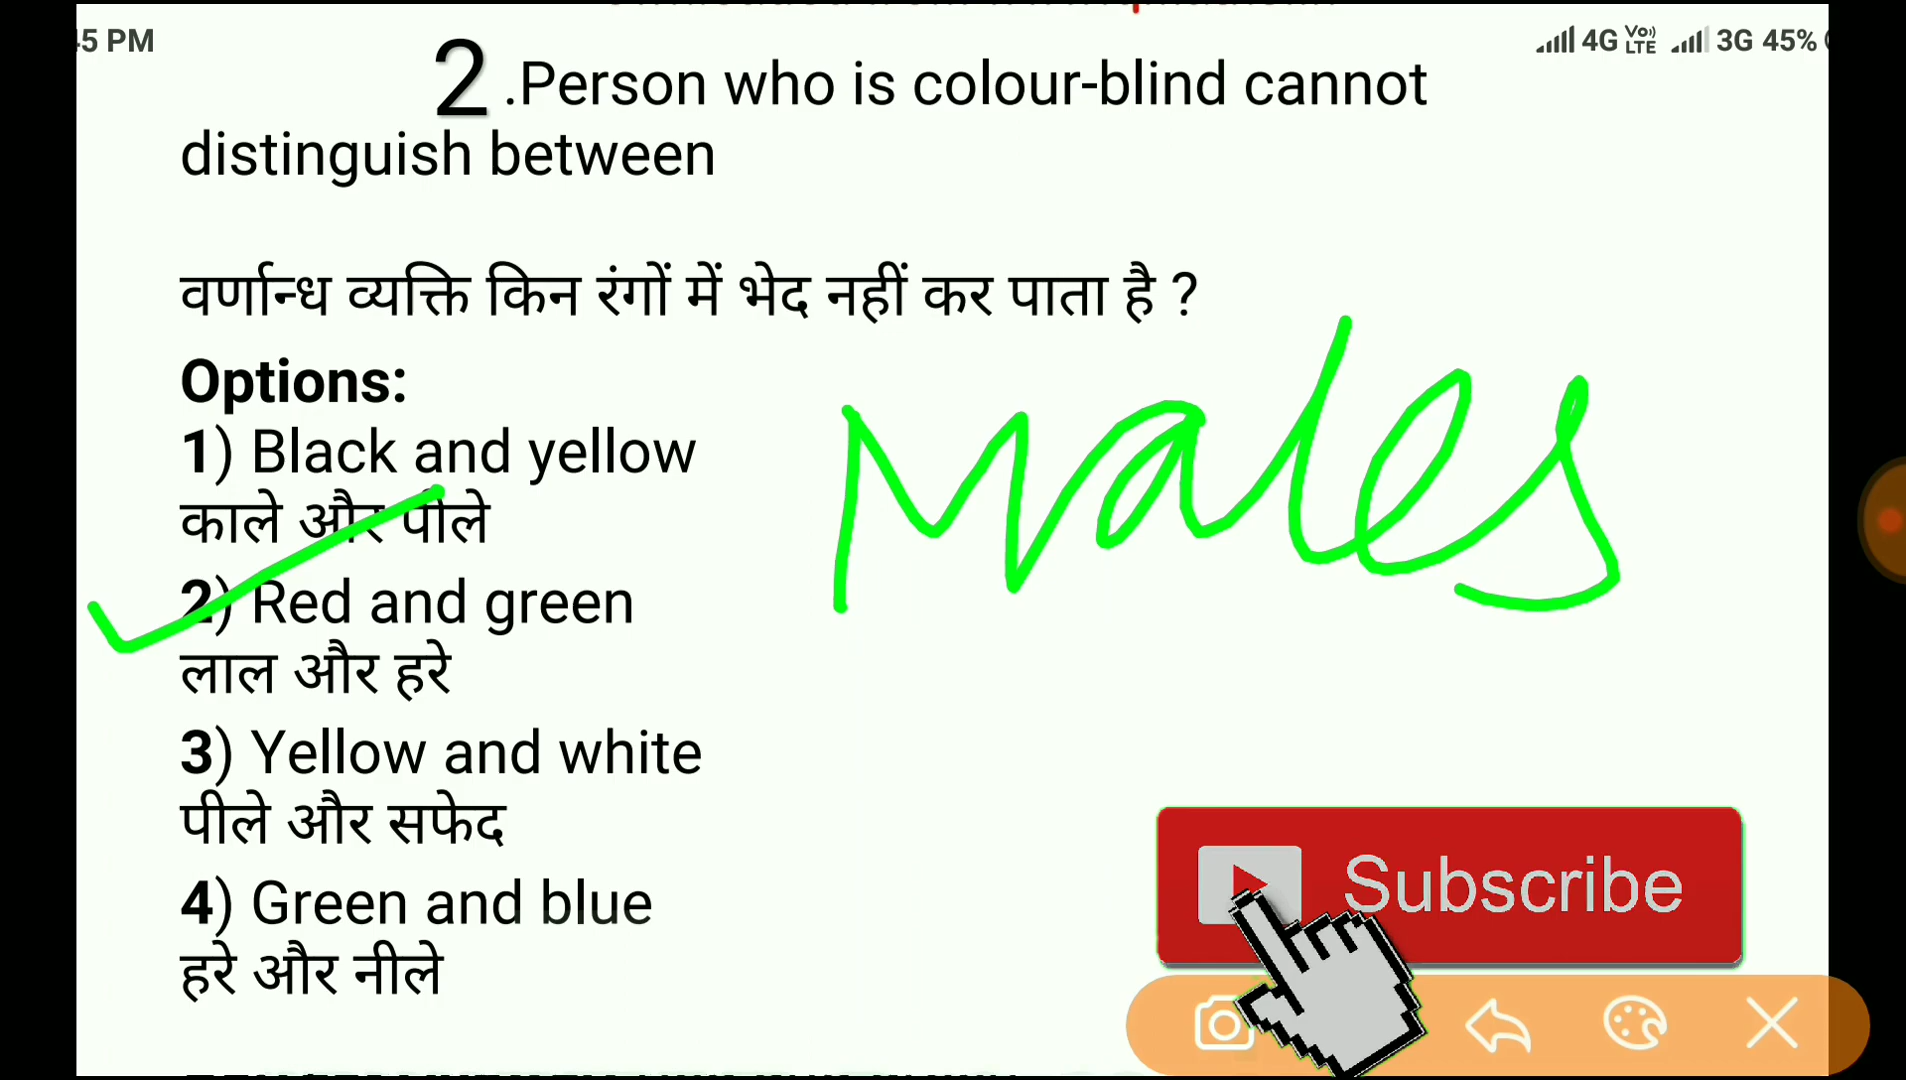 45 PM
4G VoLTE 3G 45%
2 .Person who is colour-blind cannot
distinguish between
वर्णान्ध व्यक्ति किन रंगों में भेद नहीं कर पाता है ?
Options:
1) Black and yellow
काले और पीले
2) Red and green
लाल और हरे
3) Yellow and white
पीले और सफेद
4) Green and blue
हरे और नीले
Males
Subscribe